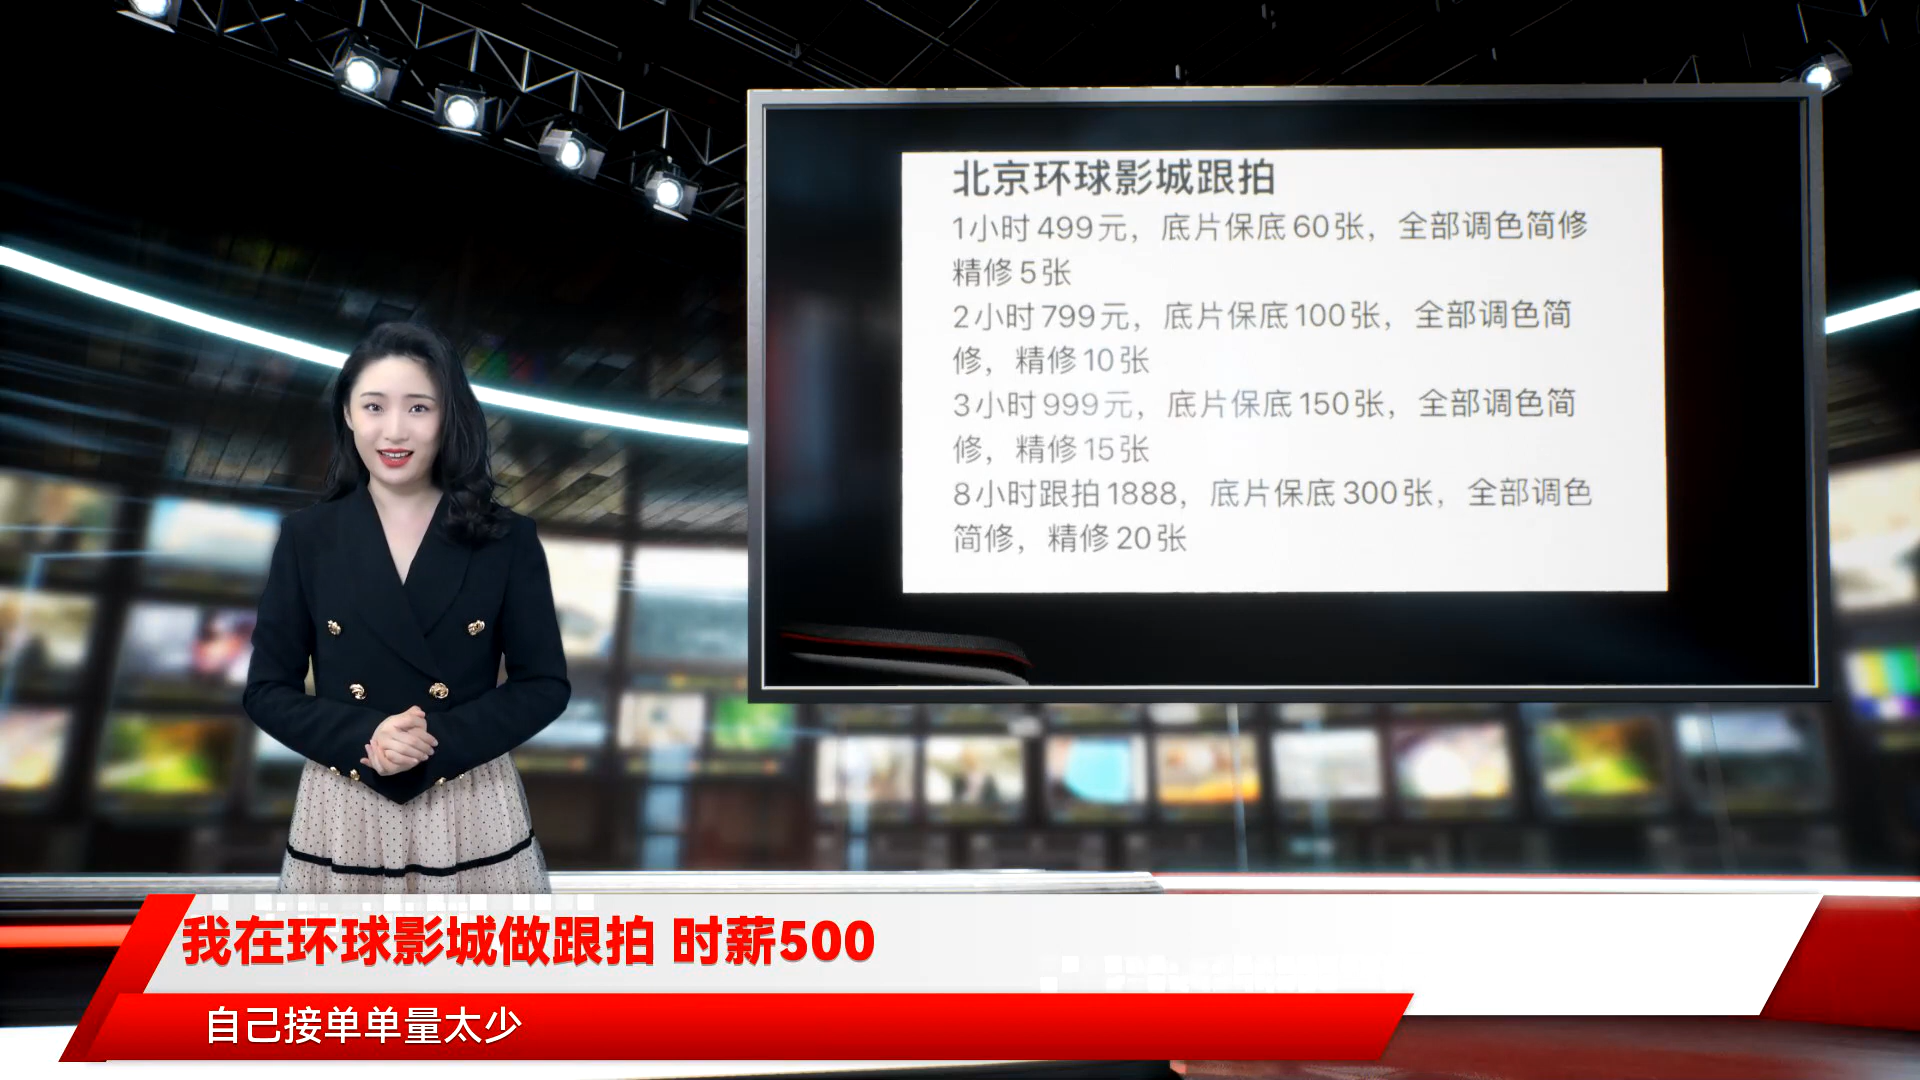 北京环球影城跟拍
1小时499元，底片保底60张，全部调色简修
精修5张
2小时799元，底片保底100张，全部调色简
修，精修10张
3小时999元，底片保底150张，全部调色简
修，精修15张
8小时跟拍1888，底片保底300张，全部调色
简修，精修20张
我在环球影城做跟拍 时薪500
自己接单单量太少